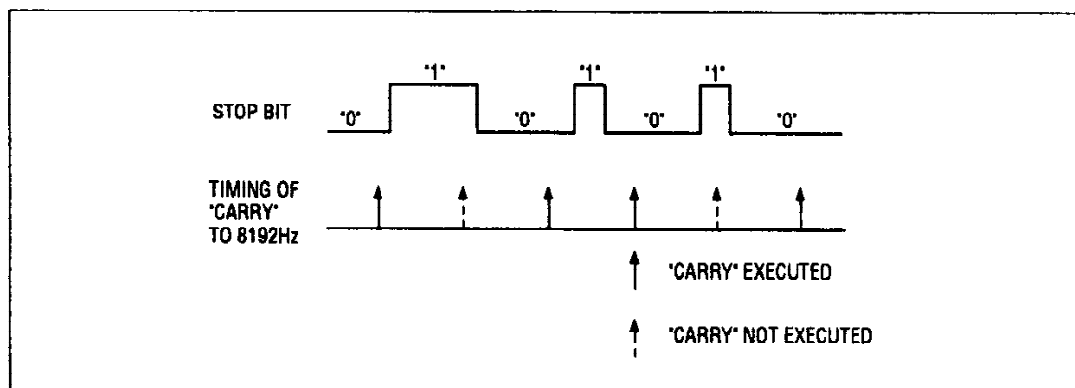 "1" "1" "1"
STOP BIT "0" "0" "0" "0"
TIMING OF
"CARRY"
TO 8192Hz
"CARRY" EXECUTED
"CARRY" NOT EXECUTED